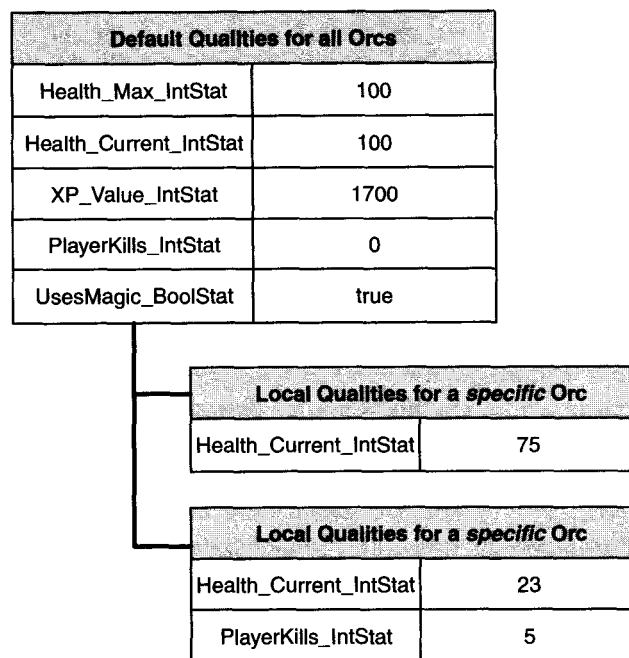 Default Qualities for all Orcs
Health_Max_IntStat 100
Health_Current_IntStat 100
XP_Value_IntStat 1700
PlayerKills_IntStat 0
UsesMagic_BoolStat true
Local Qualities for a specific Orc
Health_Current_IntStat 75
Local Qualities for a specific Orc
Health_Current_IntStat 23
PlayerKills_IntStat 5